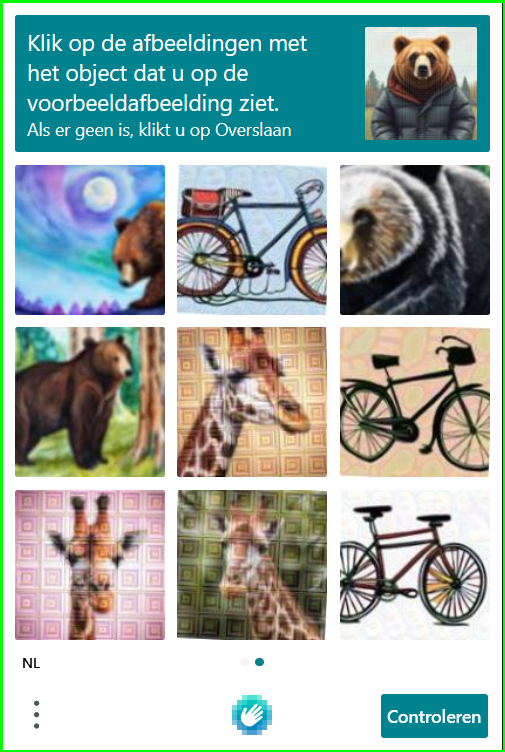 Klik op de afbeeldingen met
het object dat u op de
voorbeeldafbeelding ziet.
Als er geen is, klikt u op Overslaan
NL
Controleren